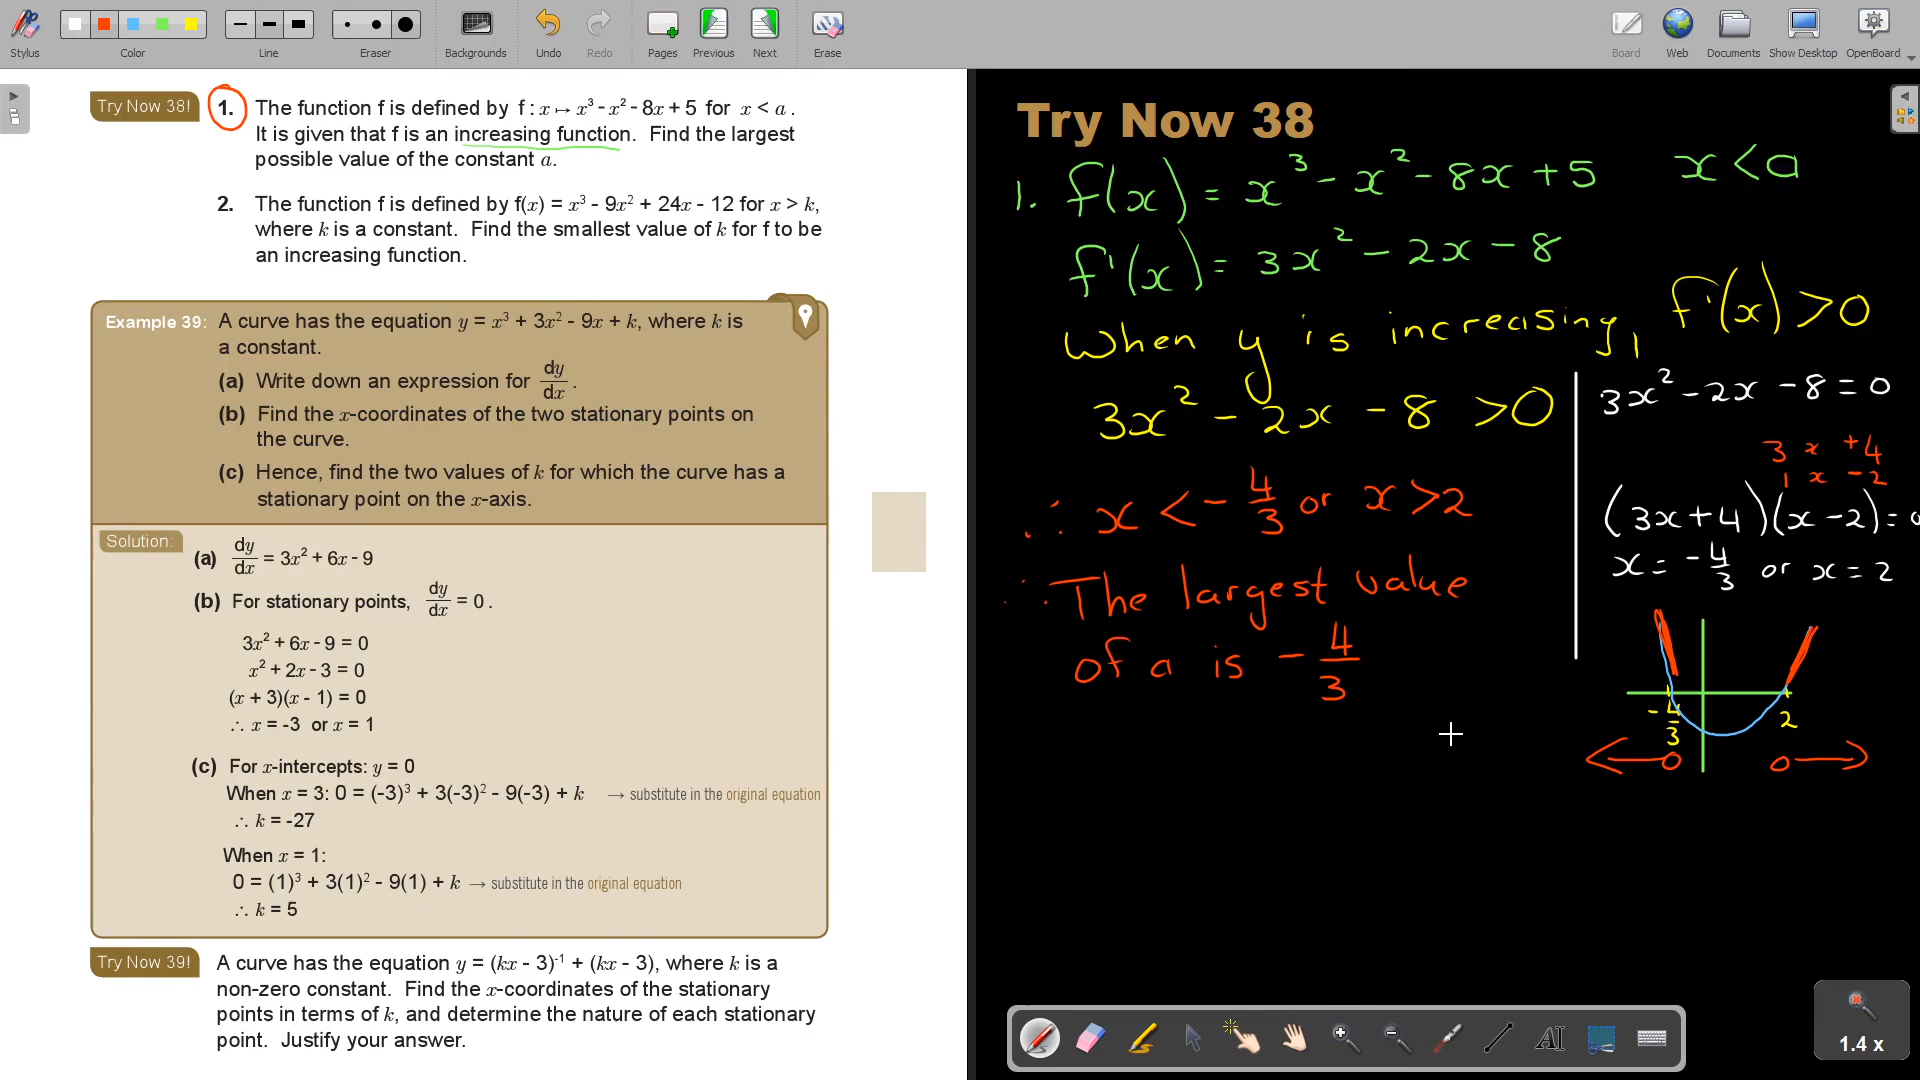 Stylus Color Line Eraser Backgrounds Undo Redo Pages Previous Next Erase Board Web Documents Show Desktop OpenBoard
Try Now 38! 1. The function f is defined by f : x ↦ x³ - x² - 8x + 5 for x < a .
It is given that f is an increasing function. Find the largest
possible value of the constant a.
2. The function f is defined by f(x) = x³ - 9x² + 24x - 12 for x > k,
where k is a constant. Find the smallest value of k for f to be
an increasing function.
Example 39: A curve has the equation y = x³ + 3x² - 9x + k, where k is
a constant.
(a) Write down an expression for dy/dx .
(b) Find the x-coordinates of the two stationary points on
the curve.
(c) Hence, find the two values of k for which the curve has a
stationary point on the x-axis.
Solution:
(a) dy/dx = 3x² + 6x - 9
(b) For stationary points, dy/dx = 0 .
3x² + 6x - 9 = 0
x² + 2x - 3 = 0
(x + 3)(x - 1) = 0
∴ x = -3 or x = 1
(c) For x-intercepts: y = 0
When x = 3: 0 = (-3)³ + 3(-3)² - 9(-3) + k → substitute in the original equation
∴ k = -27
When x = 1:
0 = (1)³ + 3(1)² - 9(1) + k → substitute in the original equation
∴ k = 5
Try Now 39! A curve has the equation y = (kx - 3)⁻¹ + (kx - 3), where k is a
non-zero constant. Find the x-coordinates of the stationary
points in terms of k, and determine the nature of each stationary
point. Justify your answer.
Try Now 38
1. f(x) = x³ - x² - 8x + 5 x < a
f'(x) = 3x² - 2x - 8
When y is increasing, f'(x) > 0
3x² - 2x - 8 > 0
∴ x < - 4/3 or x > 2
∴ The largest value
of a is - 4/3
3x² - 2x - 8 = 0
3 x +4
1 x -2
(3x + 4)(x - 2) = 0
x = - 4/3 or x = 2
- 4/3 2
1.4 x